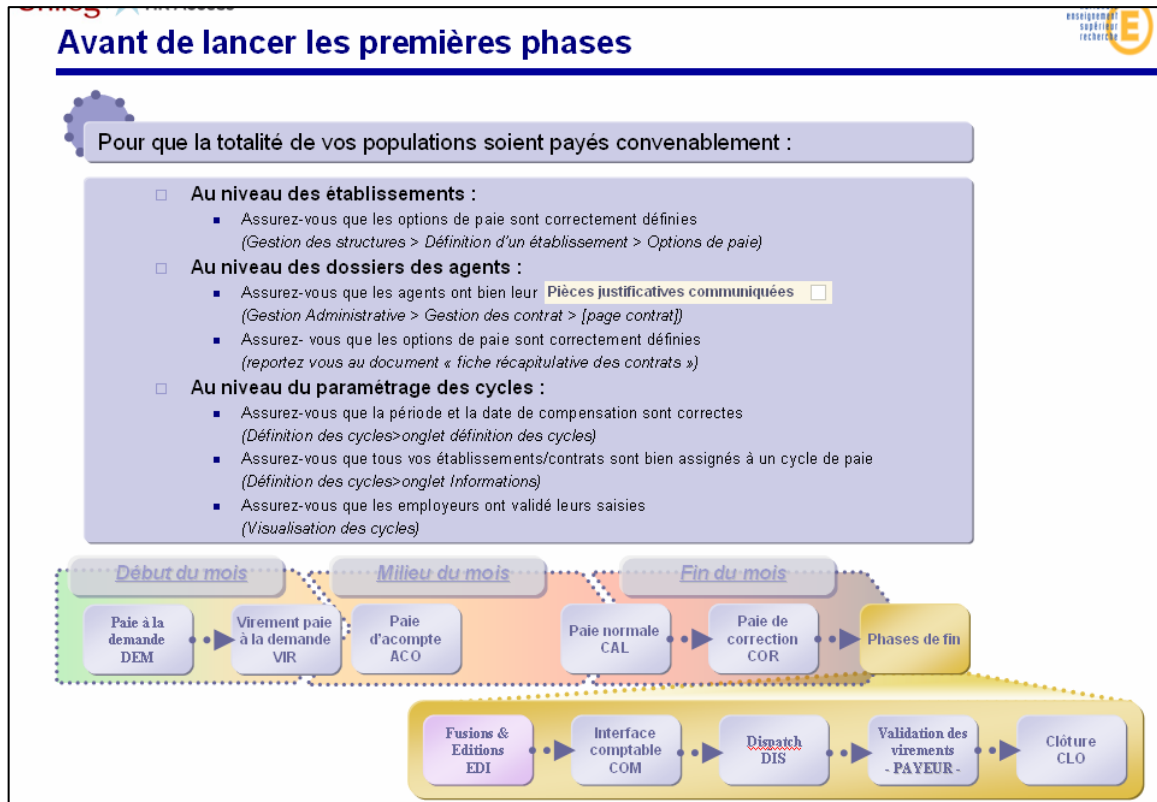 Avant de lancer les premières phases
enseignement
supérieur
recherche
E
Pour que la totalité de vos populations soient payés convenablement :
Au niveau des établissements :
Assurez-vous que les options de paie sont correctement définies
(Gestion des structures > Définition d'un établissement > Options de paie)
Au niveau des dossiers des agents :
Assurez-vous que les agents ont bien leur Pièces justificatives communiquées
(Gestion Administrative > Gestion des contrat > [page contrat])
Assurez- vous que les options de paie sont correctement définies
(reportez vous au document « fiche récapitulative des contrats »)
Au niveau du paramétrage des cycles :
Assurez-vous que la période et la date de compensation sont correctes
(Définition des cycles>onglet définition des cycles)
Assurez-vous que tous vos établissements/contrats sont bien assignés à un cycle de paie
(Définition des cycles>onglet Informations)
Assurez-vous que les employeurs ont validé leurs saisies
(Visualisation des cycles)
Début du mois
Milieu du mois
Fin du mois
Paie à la
demande
DEM
Virement paie
à la demande
VIR
Paie
d'acompte
ACO
Paie normale
CAL
Paie de
correction
COR
Phases de fin
Fusions &
Editions
EDI
Interface
comptable
COM
Dispatch
DIS
Validation des
virements
- PAYEUR -
Clôture
CLO